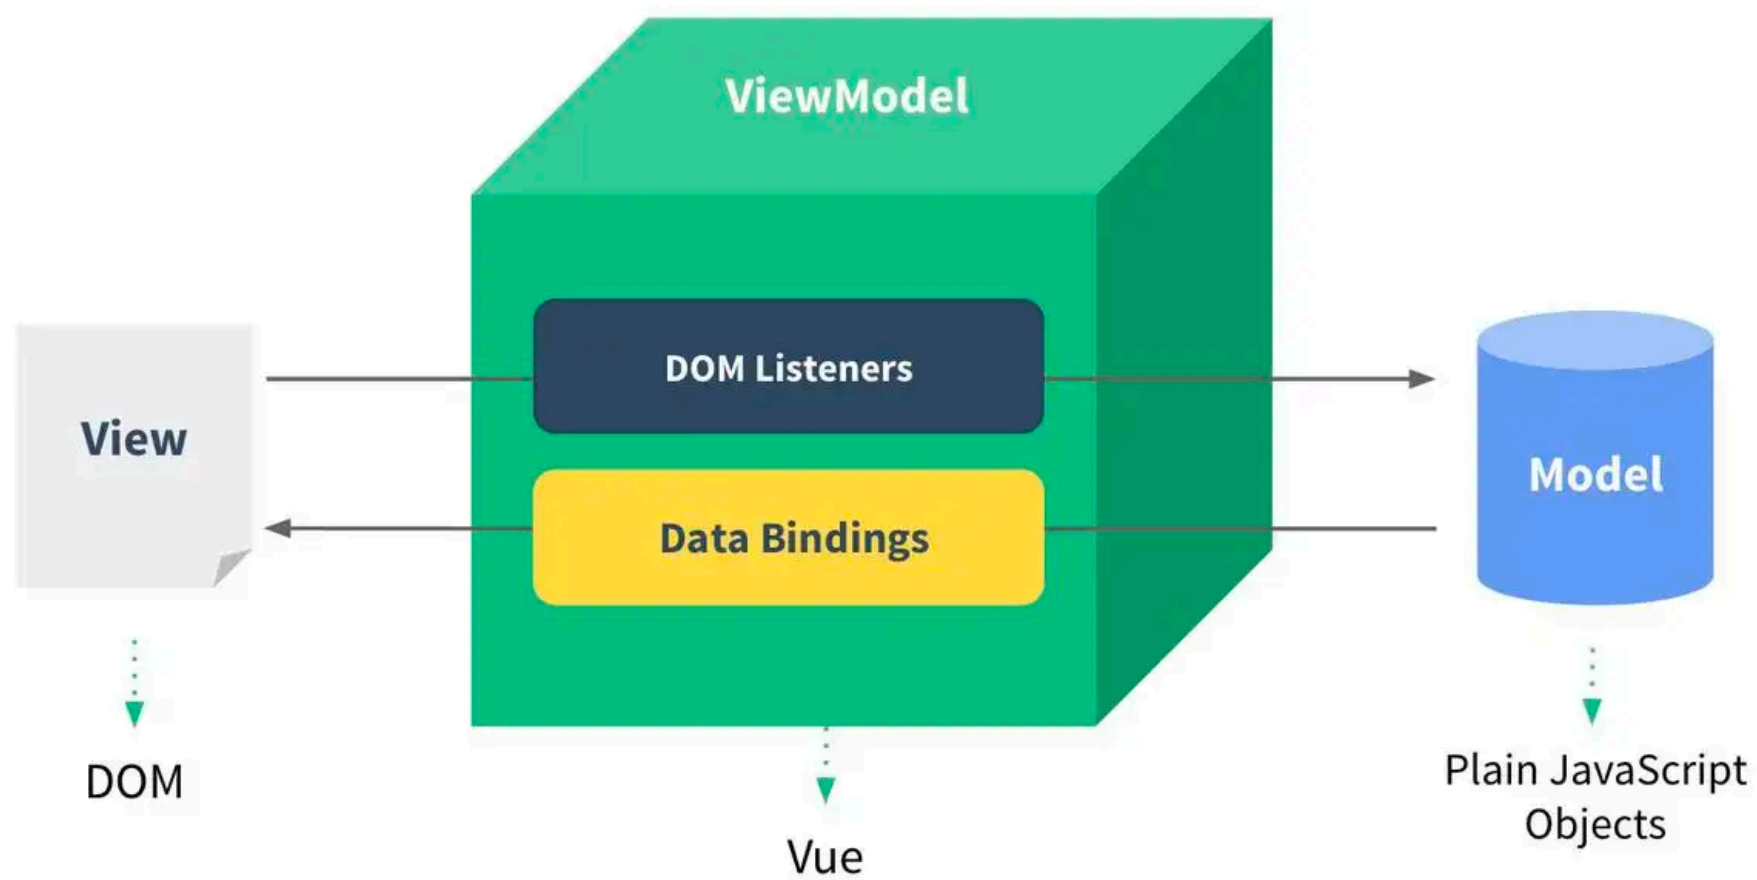 ViewModel
DOM Listeners
View
Data Bindings
Model
DOM
Vue
Plain JavaScript
Objects